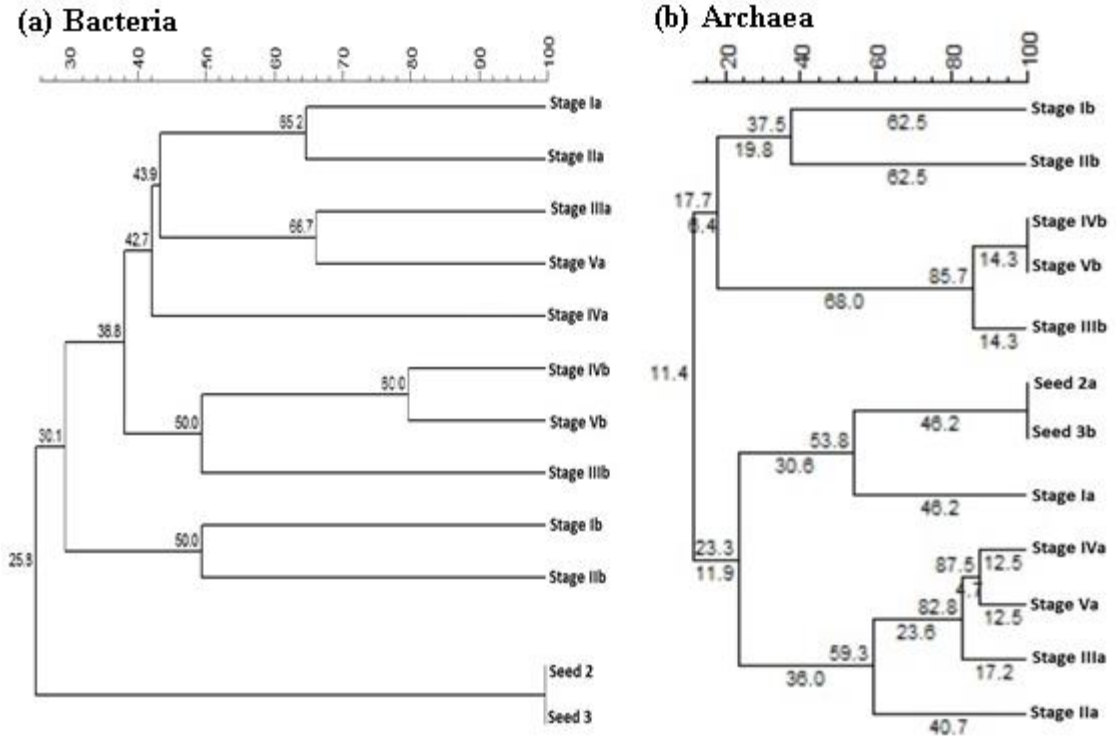 (a) Bacteria
30 40 50 60 70 80 90 100
Stage Ia
65.2
Stage IIa
43.9
Stage IIIa
66.7
Stage Va
42.7
Stage IVa
38.8
Stage IVb
80.0
Stage Vb
50.0
Stage IIIb
30.1
Stage Ib
50.0
Stage IIb
25.8
Seed 2
Seed 3
(b) Archaea
20 40 60 80 100
Stage Ib
37.5
62.5
19.8
Stage IIb
62.5
17.7
6.4
Stage IVb
14.3
Stage Vb
85.7
68.0
Stage IIIb
14.3
11.4
Seed 2a
46.2
Seed 3b
53.8
30.6
Stage Ia
46.2
23.3
11.9
Stage IVa
87.5
12.5
4.7
Stage Va
12.5
82.8
23.6
Stage IIIa
17.2
59.3
36.0
Stage IIa
40.7